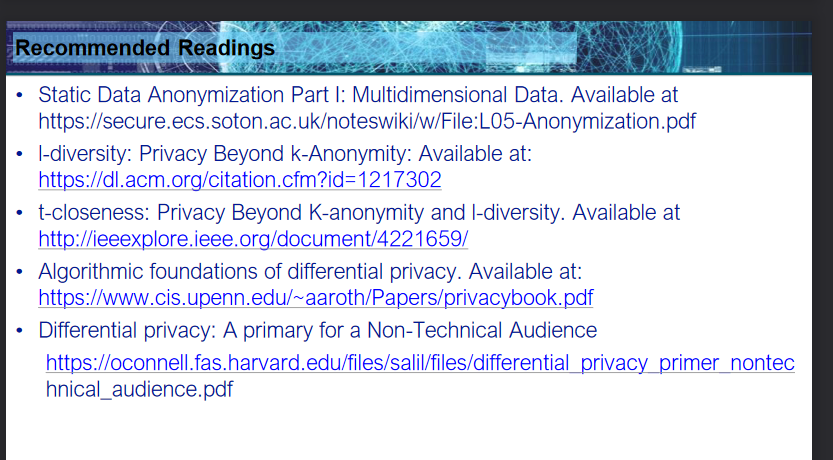 Recommended Readings
• Static Data Anonymization Part I: Multidimensional Data. Available at
https://secure.ecs.soton.ac.uk/noteswiki/w/File:L05-Anonymization.pdf
• l-diversity: Privacy Beyond k-Anonymity: Available at:
https://dl.acm.org/citation.cfm?id=1217302
• t-closeness: Privacy Beyond K-anonymity and l-diversity. Available at
http://ieeexplore.ieee.org/document/4221659/
• Algorithmic foundations of differential privacy. Available at:
https://www.cis.upenn.edu/~aaroth/Papers/privacybook.pdf
• Differential privacy: A primary for a Non-Technical Audience
https://oconnell.fas.harvard.edu/files/salil/files/differential_privacy_primer_nontec
hnical_audience.pdf